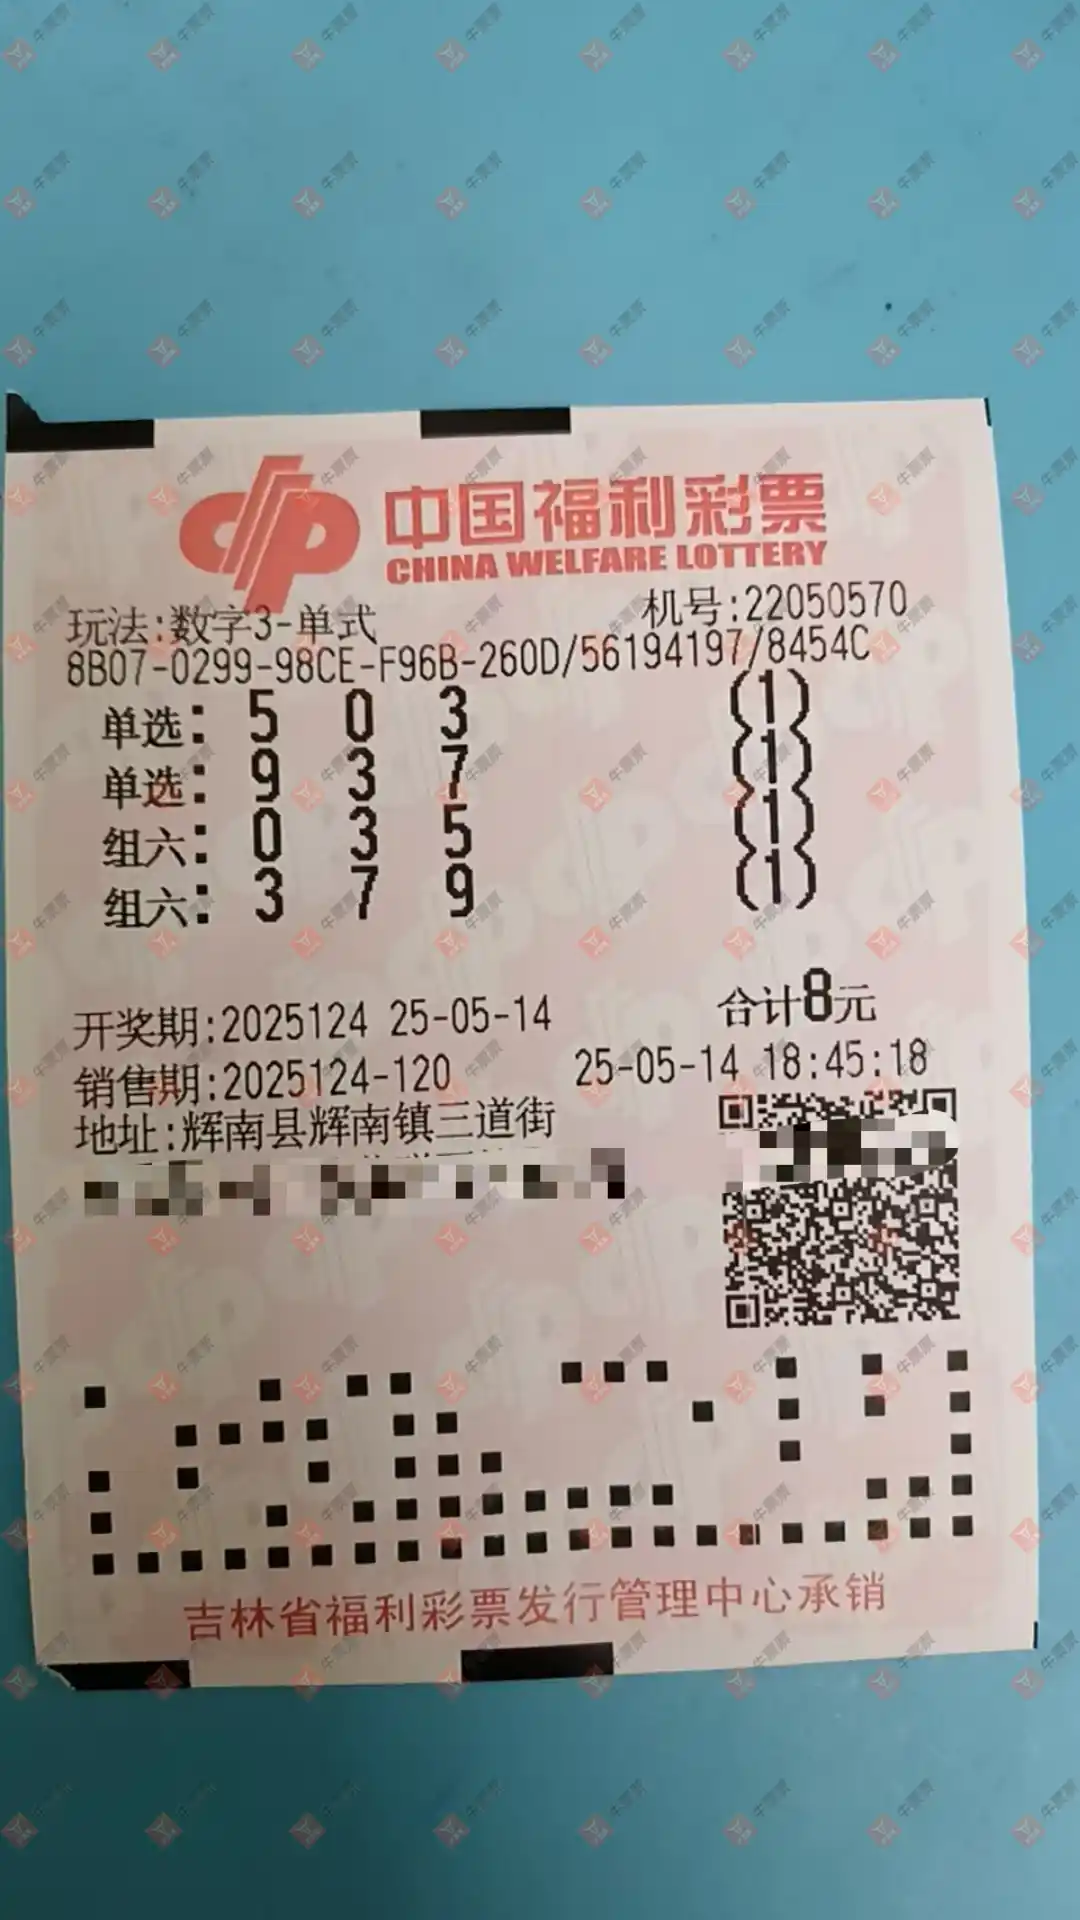 中国福利彩票
CHINA WELFARE LOTTERY
玩法:数字3-单式 机号:22050570
8B07-0299-98CE-F96B-260D/56194197/8454C
单选: 5 0 3 (1)
单选: 9 3 7 (1)
组六: 0 3 5 (1)
组六: 3 7 9 (1)
开奖期:2025124 25-05-14 合计8元
销售期:2025124-120 25-05-14 18:45:18
地址:辉南县辉南镇三道街
吉林省福利彩票发行管理中心承销
牛票票